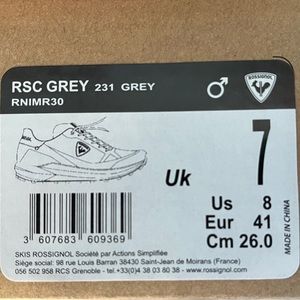 RSC GREY 231 GREY
RNIMR30
ROSSIGNOL
Uk 7
Us 8
Eur 41
Cm 26.0
MADE IN CHINA
3 607683 609369
SKIS ROSSIGNOL Société par Actions Simplifiée
Siège social: 98 rue Louis Barran 38430 Saint-Jean de Moirans (France)
056 502 958 RCS Grenoble - tel.+33(0)4 38 03 80 38 - www.rossignol.com